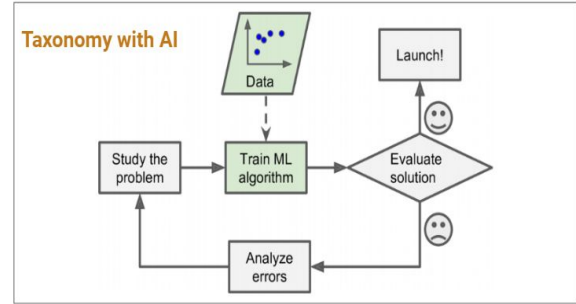 Taxonomy with AI
Data
Launch!
Study the
problem
Train ML
algorithm
Evaluate
solution
Analyze
errors